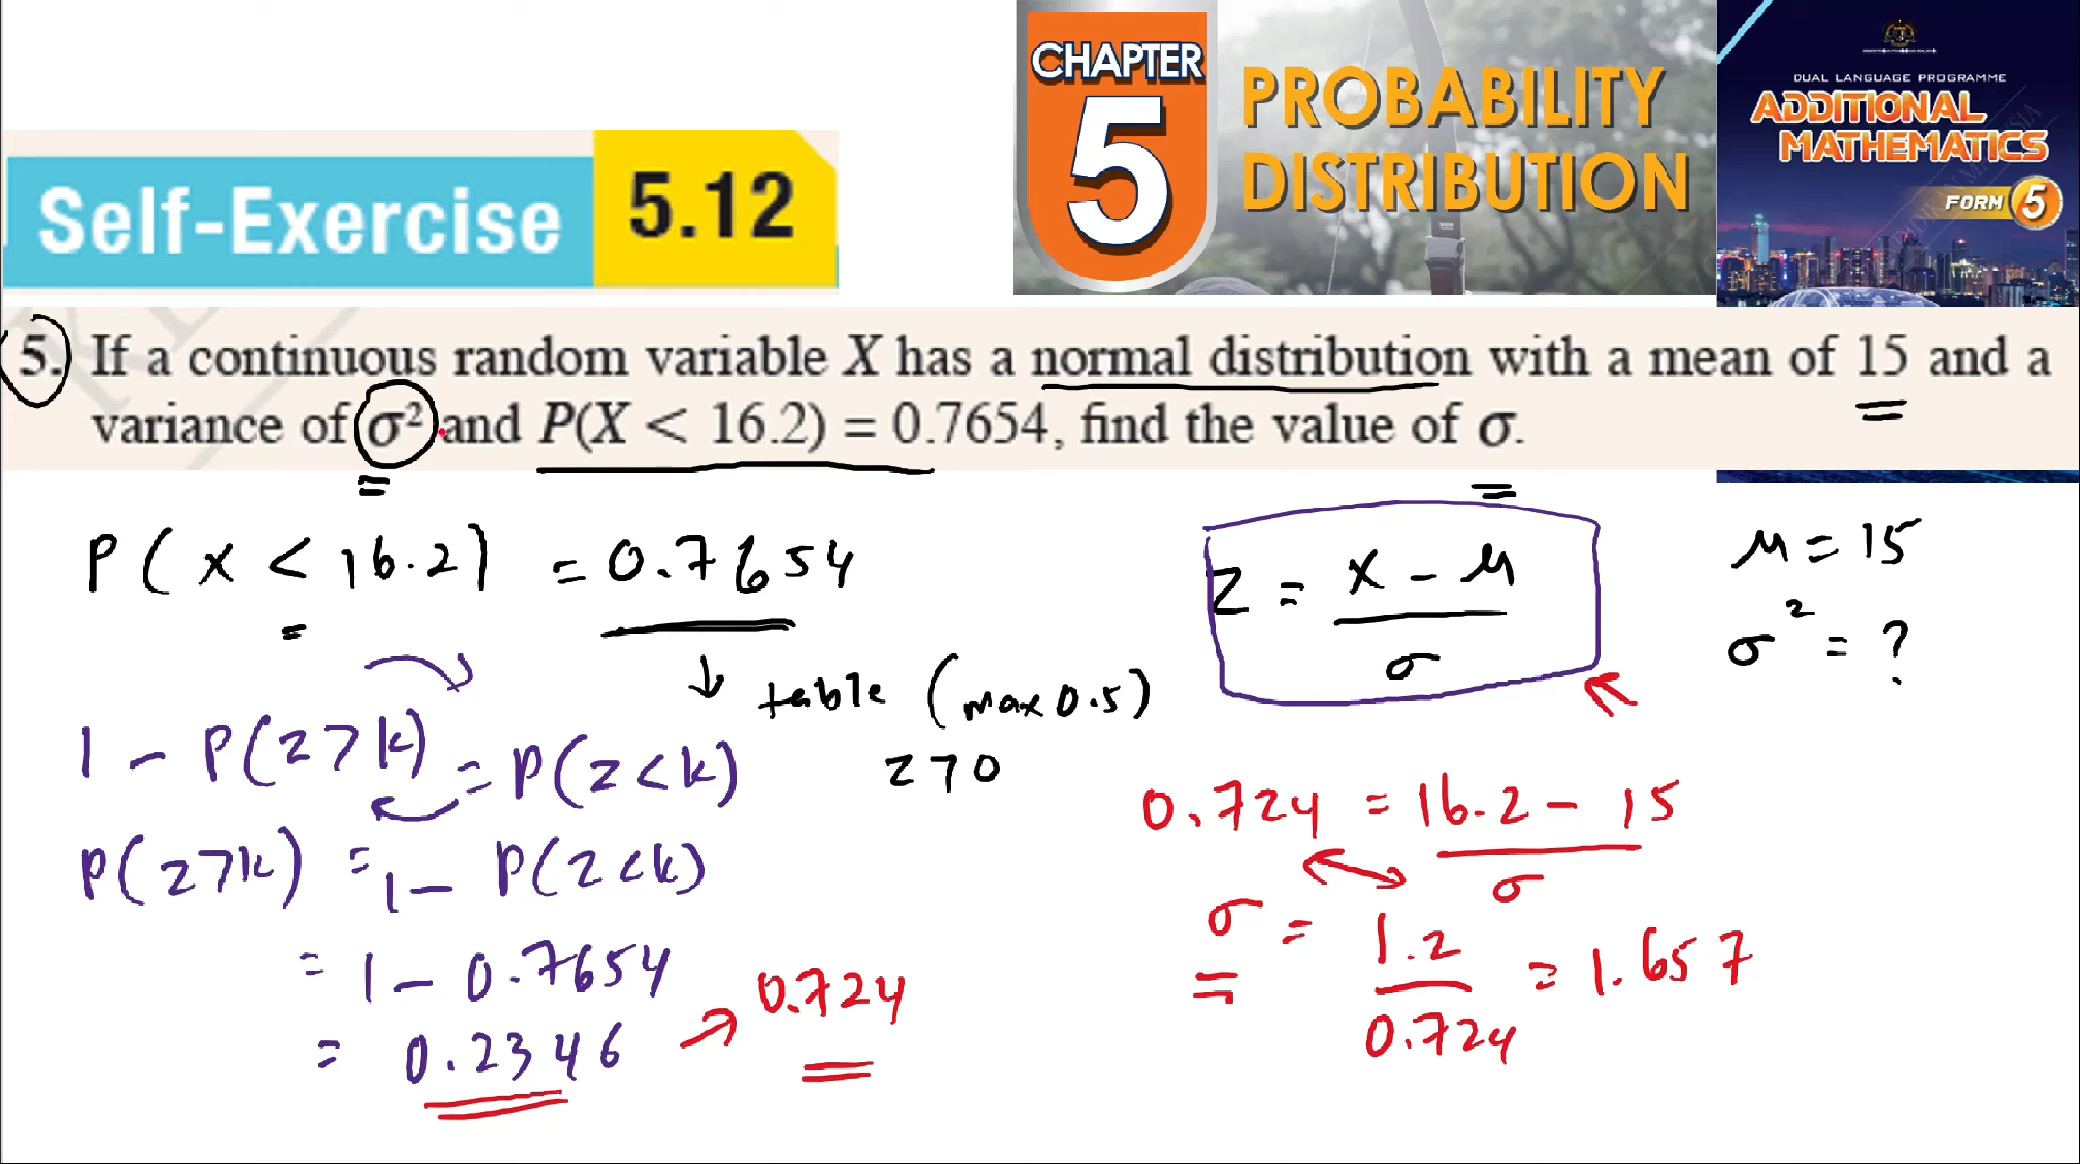 CHAPTER
5
PROBABILITY
DISTRIBUTION
DUAL LANGUAGE PROGRAMME
ADDITIONAL
MATHEMATICS
FORM 5
Self-Exercise 5.12
5. If a continuous random variable X has a normal distribution with a mean of 15 and a
variance of σ² and P(X < 16.2) = 0.7654, find the value of σ.
P(x < 16.2) = 0.7654
↓ table (max 0.5)
z > 0
1 - P(z > k) = P(z < k)
P(z > k) = 1 - P(z < k)
= 1 - 0.7654
= 0.2346 → 0.724
z = x - μ
σ
μ = 15
σ² = ?
0.724 = 16.2 - 15
σ
σ = 1.2 = 1.657
0.724